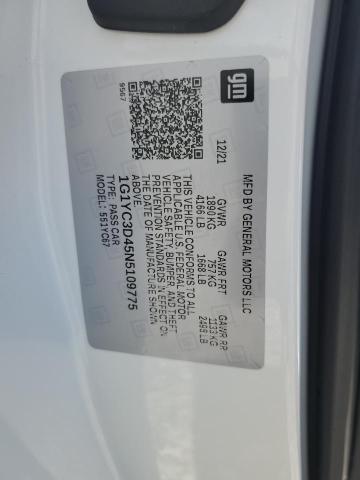 gm
MFD BY GENERAL MOTORS LLC
12/21 GVWR GAWR FRT GAWR RR
1890 KG 757 KG 1133 KG
4166 LB 1668 LB 2498 LB
THIS VEHICLE CONFORMS TO ALL
APPLICABLE U.S. FEDERAL MOTOR
VEHICLE SAFETY, BUMPER, AND THEFT
PREVENTION STANDARDS IN EFFECT ON
THE DATE OF MANUFACTURE SHOWN
ABOVE.
1G1YC3D45N5109775
TYPE: PASS CAR
9567
MODEL: 551YC67